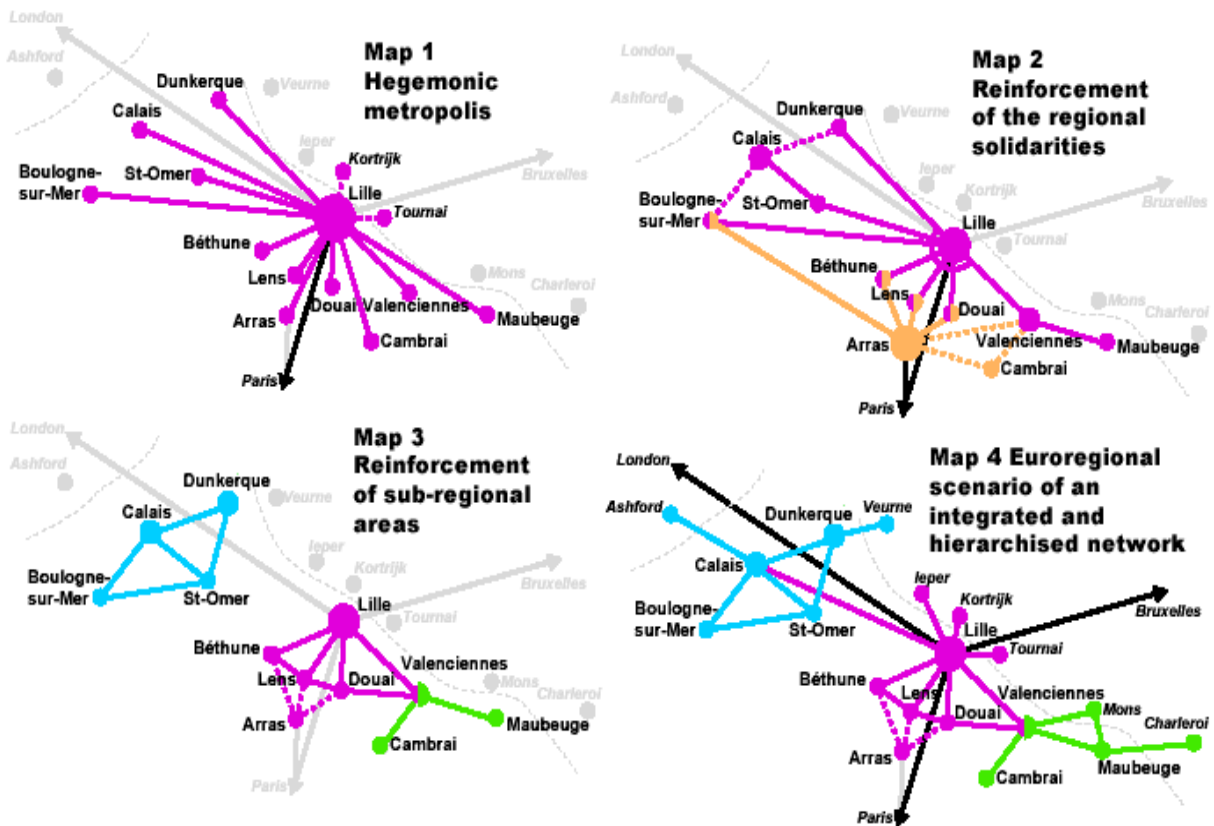 London
Ashford
Map 1
Hegemonic
metropolis
Dunkerque
Veurne
Calais
Ieper
Kortrijk
Boulogne-
sur-Mer
St-Omer
Lille
Bruxelles
Tournai
Béthune
Lens
Mons
Douai
Valenciennes
Charleroi
Arras
Maubeuge
Cambrai
Paris
London
Ashford
Map 2
Reinforcement
of the regional
solidarities
Dunkerque
Veurne
Calais
Ieper
Kortrijk
Boulogne-
sur-Mer
St-Omer
Lille
Bruxelles
Tournai
Béthune
Lens
Mons
Douai
Charleroi
Arras
Valenciennes
Maubeuge
Cambrai
Paris
London
Ashford
Map 3
Reinforcement
of sub-regional
areas
Dunkerque
Veurne
Calais
Ieper
Kortrijk
Boulogne-
sur-Mer
St-Omer
Lille
Bruxelles
Tournai
Béthune
Valenciennes
Lens
Douai
Mons
Charleroi
Arras
Maubeuge
Cambrai
Paris
London
Ashford
Map 4 Euroregional
scenario of an
integrated and
hierarchised network
Dunkerque
Veurne
Calais
Ieper
Kortrijk
Boulogne-
sur-Mer
St-Omer
Lille
Bruxelles
Tournai
Béthune
Valenciennes
Lens
Douai
Mons
Charleroi
Arras
Maubeuge
Cambrai
Paris